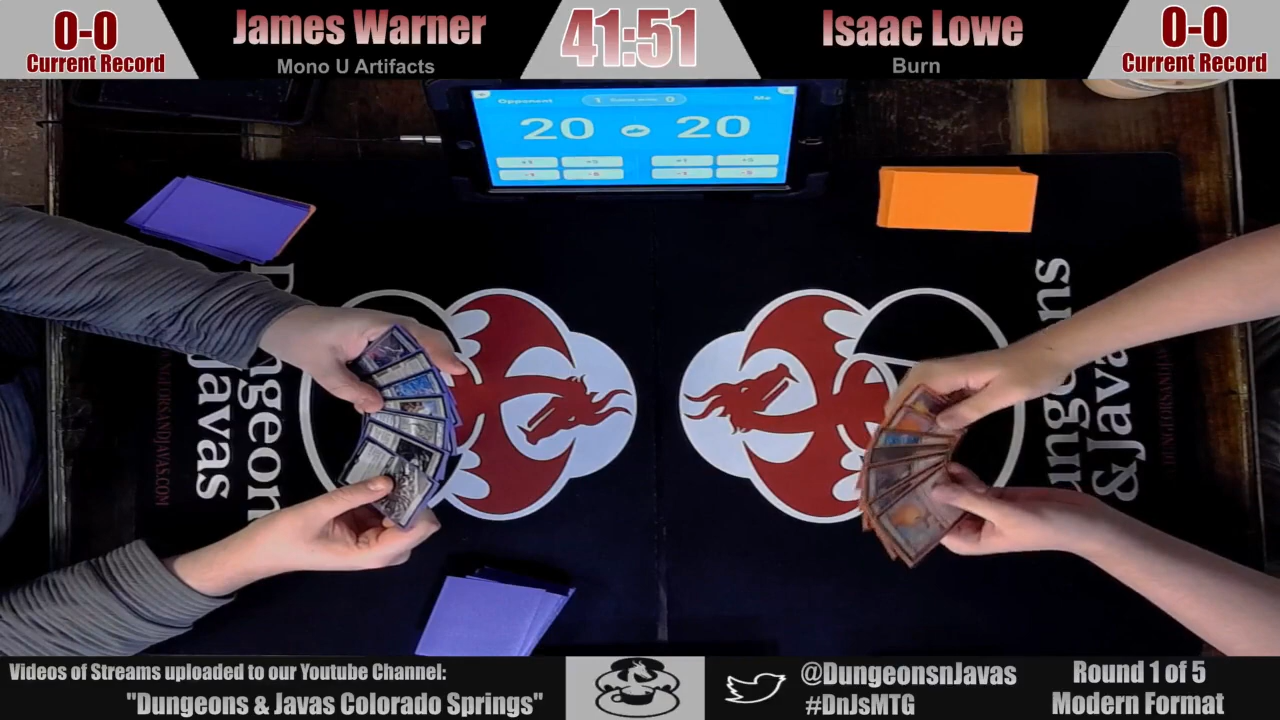 0-0
Current Record
James Warner
Mono U Artifacts
41:51
Isaac Lowe
Burn
0-0
Current Record
Opponent
1
0
Me
20
20
Dungeons
& Javas
Videos of Streams uploaded to our Youtube Channel:
"Dungeons & Javas Colorado Springs"
@DungeonsnJavas
#DnJsMTG
Round 1 of 5
Modern Format